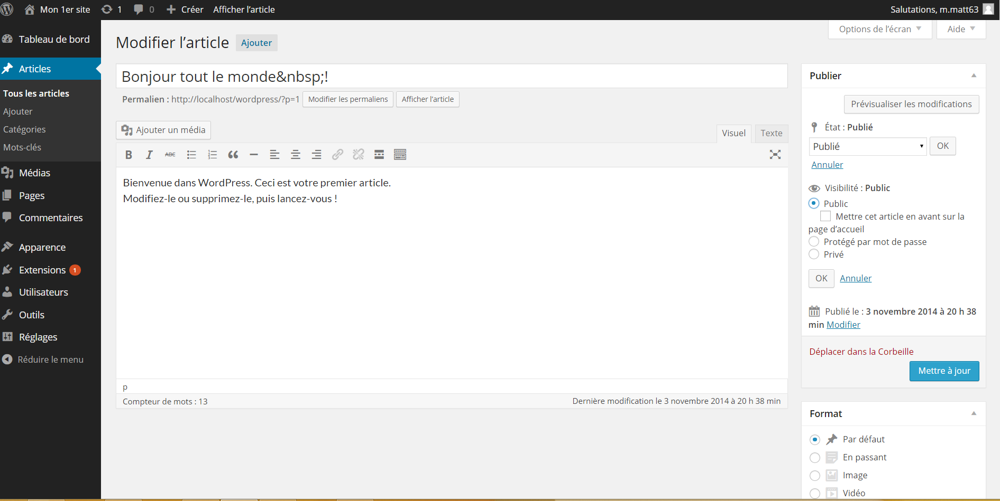 Mon 1er site 1 0 Créer Afficher l’article Salutations, m.matt63
Options de l’écran Aide
Tableau de bord
Articles
Tous les articles
Ajouter
Catégories
Mots-clés
Médias
Pages
Commentaires
Apparence
Extensions 1
Utilisateurs
Outils
Réglages
Réduire le menu
Modifier l’article Ajouter
Bonjour tout le monde&nbsp;!
Permalien : http://localhost/wordpress/?p=1 Modifier les permaliens Afficher l’article
Ajouter un média
Visuel Texte
B I ABC
Bienvenue dans WordPress. Ceci est votre premier article.
Modifiez-le ou supprimez-le, puis lancez-vous !
p
Compteur de mots : 13 Dernière modification le 3 novembre 2014 à 20 h 38 min
Publier
Prévisualiser les modifications
État : Publié
Publié OK
Annuler
Visibilité : Public
Public
Mettre cet article en avant sur la
page d’accueil
Protégé par mot de passe
Privé
OK Annuler
Publié le : 3 novembre 2014 à 20 h 38
min Modifier
Déplacer dans la Corbeille
Mettre à jour
Format
Par défaut
En passant
Image
Vidéo